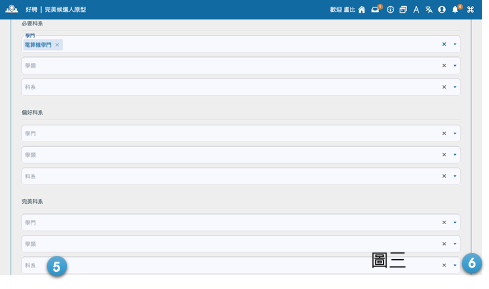 好聘 | 完美候選人原型
歡迎 盧比
必要科系
學門
電算機學門 ×
學類
科系
偏好科系
學門
學類
科系
完美科系
學門
學類
科系
5
圖三
6